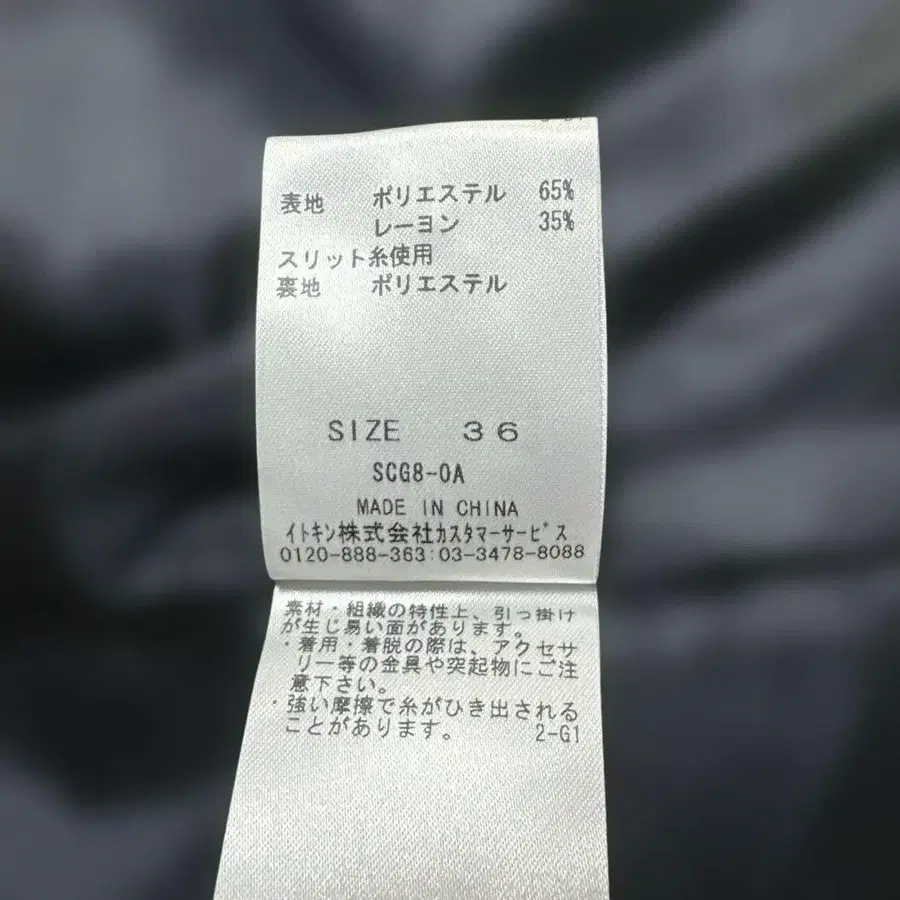 表地 ポリエステル 65%
レーヨン 35%
スリット糸使用
裏地 ポリエステル
SIZE 36
SCG8-0A
MADE IN CHINA
イトキン株式会社カスタマーサービス
0120-888-363:03-3478-8088
素材・組織の特性上、引っ掛け
が生じ易い面があります。
・着用・着脱の際は、アクセサ
リー等の金具や突起物にご注
意下さい。
・強い摩擦で糸がひき出される
ことがあります。 2-G1